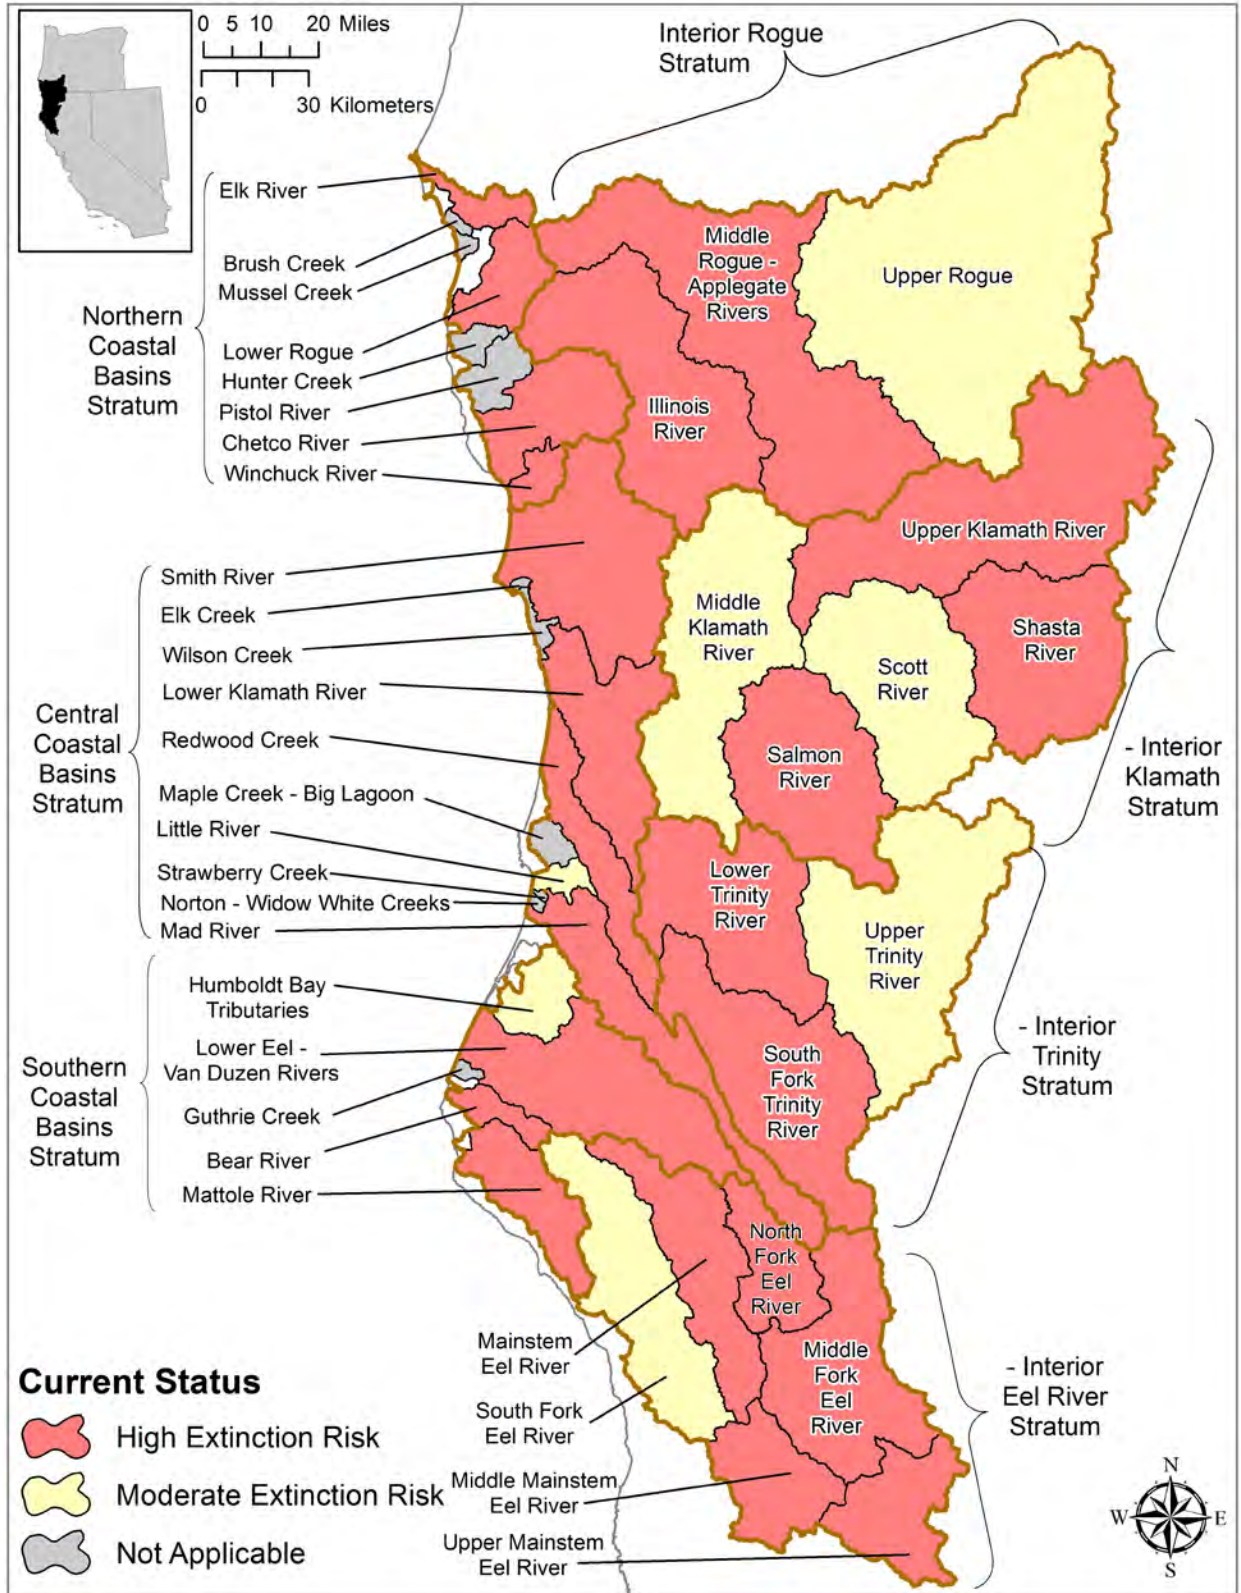 0 5 10 20 Miles
0 30 Kilometers
Interior Rogue
Stratum
Elk River
Brush Creek
Mussel Creek
Northern
Coastal
Basins
Stratum
Lower Rogue
Hunter Creek
Pistol River
Chetco River
Winchuck River
Middle
Rogue -
Applegate
Rivers
Upper Rogue
Illinois
River
Upper Klamath River
Smith River
Elk Creek
Wilson Creek
Lower Klamath River
Central
Coastal
Basins
Stratum
Redwood Creek
Maple Creek - Big Lagoon
Little River
Strawberry Creek
Norton - Widow White Creeks
Mad River
Middle
Klamath
River
Scott
River
Shasta
River
Salmon
River
- Interior
Klamath
Stratum
Lower
Trinity
River
Upper
Trinity
River
Humboldt Bay
Tributaries
Lower Eel -
Van Duzen Rivers
Southern
Coastal
Basins
Stratum
Guthrie Creek
Bear River
Mattole River
South
Fork
Trinity
River
- Interior
Trinity
Stratum
North
Fork
Eel
River
Mainstem
Eel River
Middle
Fork
Eel
River
South Fork
Eel River
- Interior
Eel River
Stratum
Middle Mainstem
Eel River
Upper Mainstem
Eel River
Current Status
High Extinction Risk
Moderate Extinction Risk
Not Applicable
N
W E
S